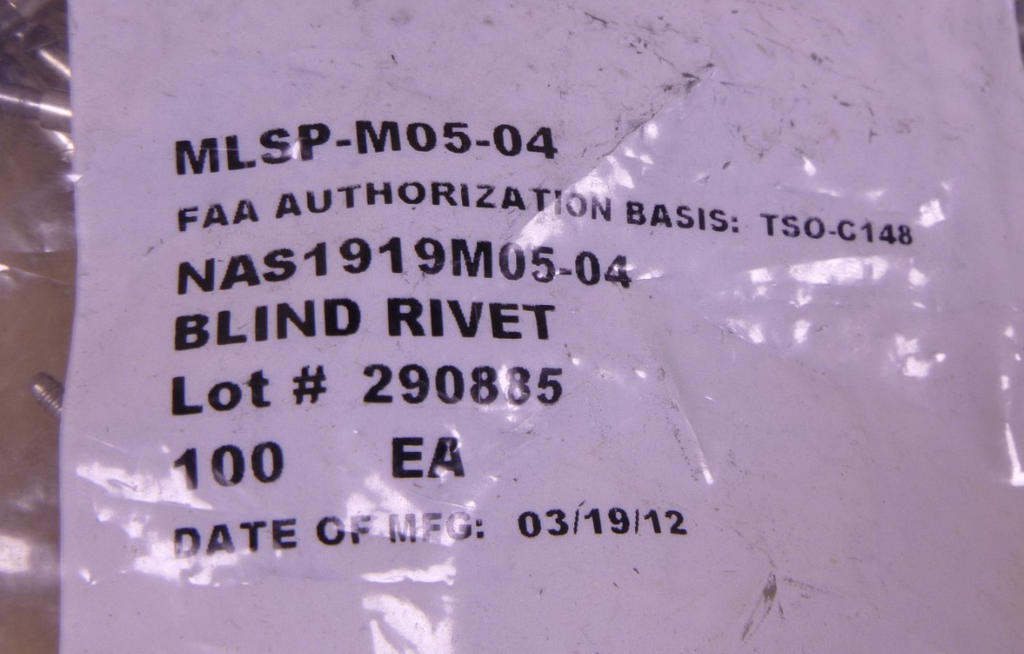 MLSP-M05-04
FAA AUTHORIZATION BASIS: TSO-C148
NAS1919M05-04
BLIND RIVET
Lot # 290885
100 EA
DATE OF MFG: 03/19/12